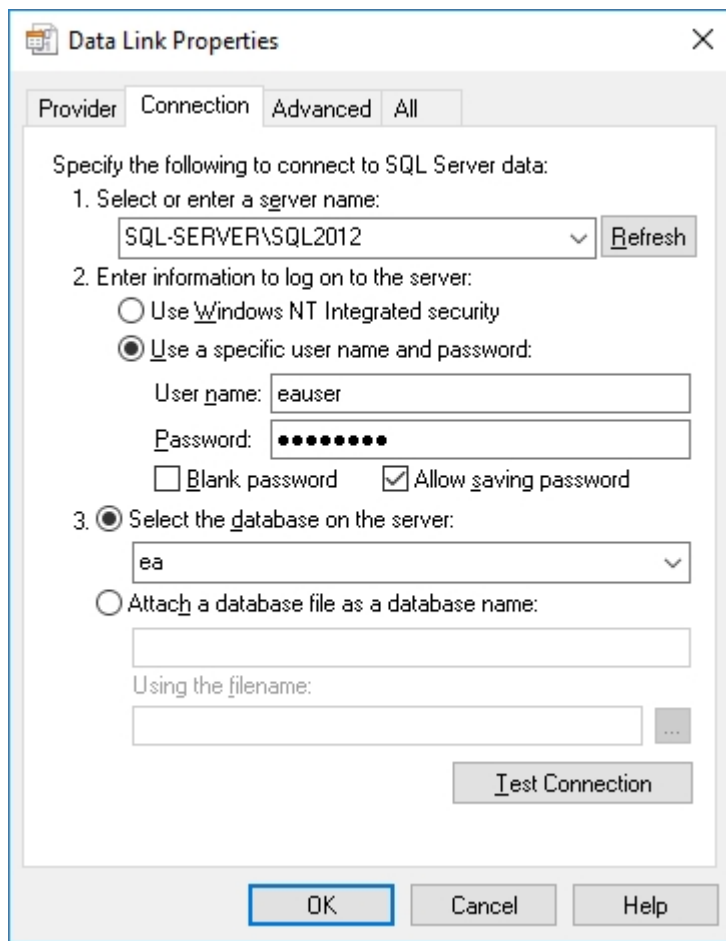 Data Link Properties
Provider Connection Advanced All
Specify the following to connect to SQL Server data:
1. Select or enter a server name:
SQL-SERVER\SQL2012 Refresh
2. Enter information to log on to the server:
Use Windows NT Integrated security
Use a specific user name and password:
User name: eauser
Password: ●●●●●●●●
Blank password Allow saving password
3. Select the database on the server:
ea
Attach a database file as a database name:
Using the filename:
...
Test Connection
OK Cancel Help